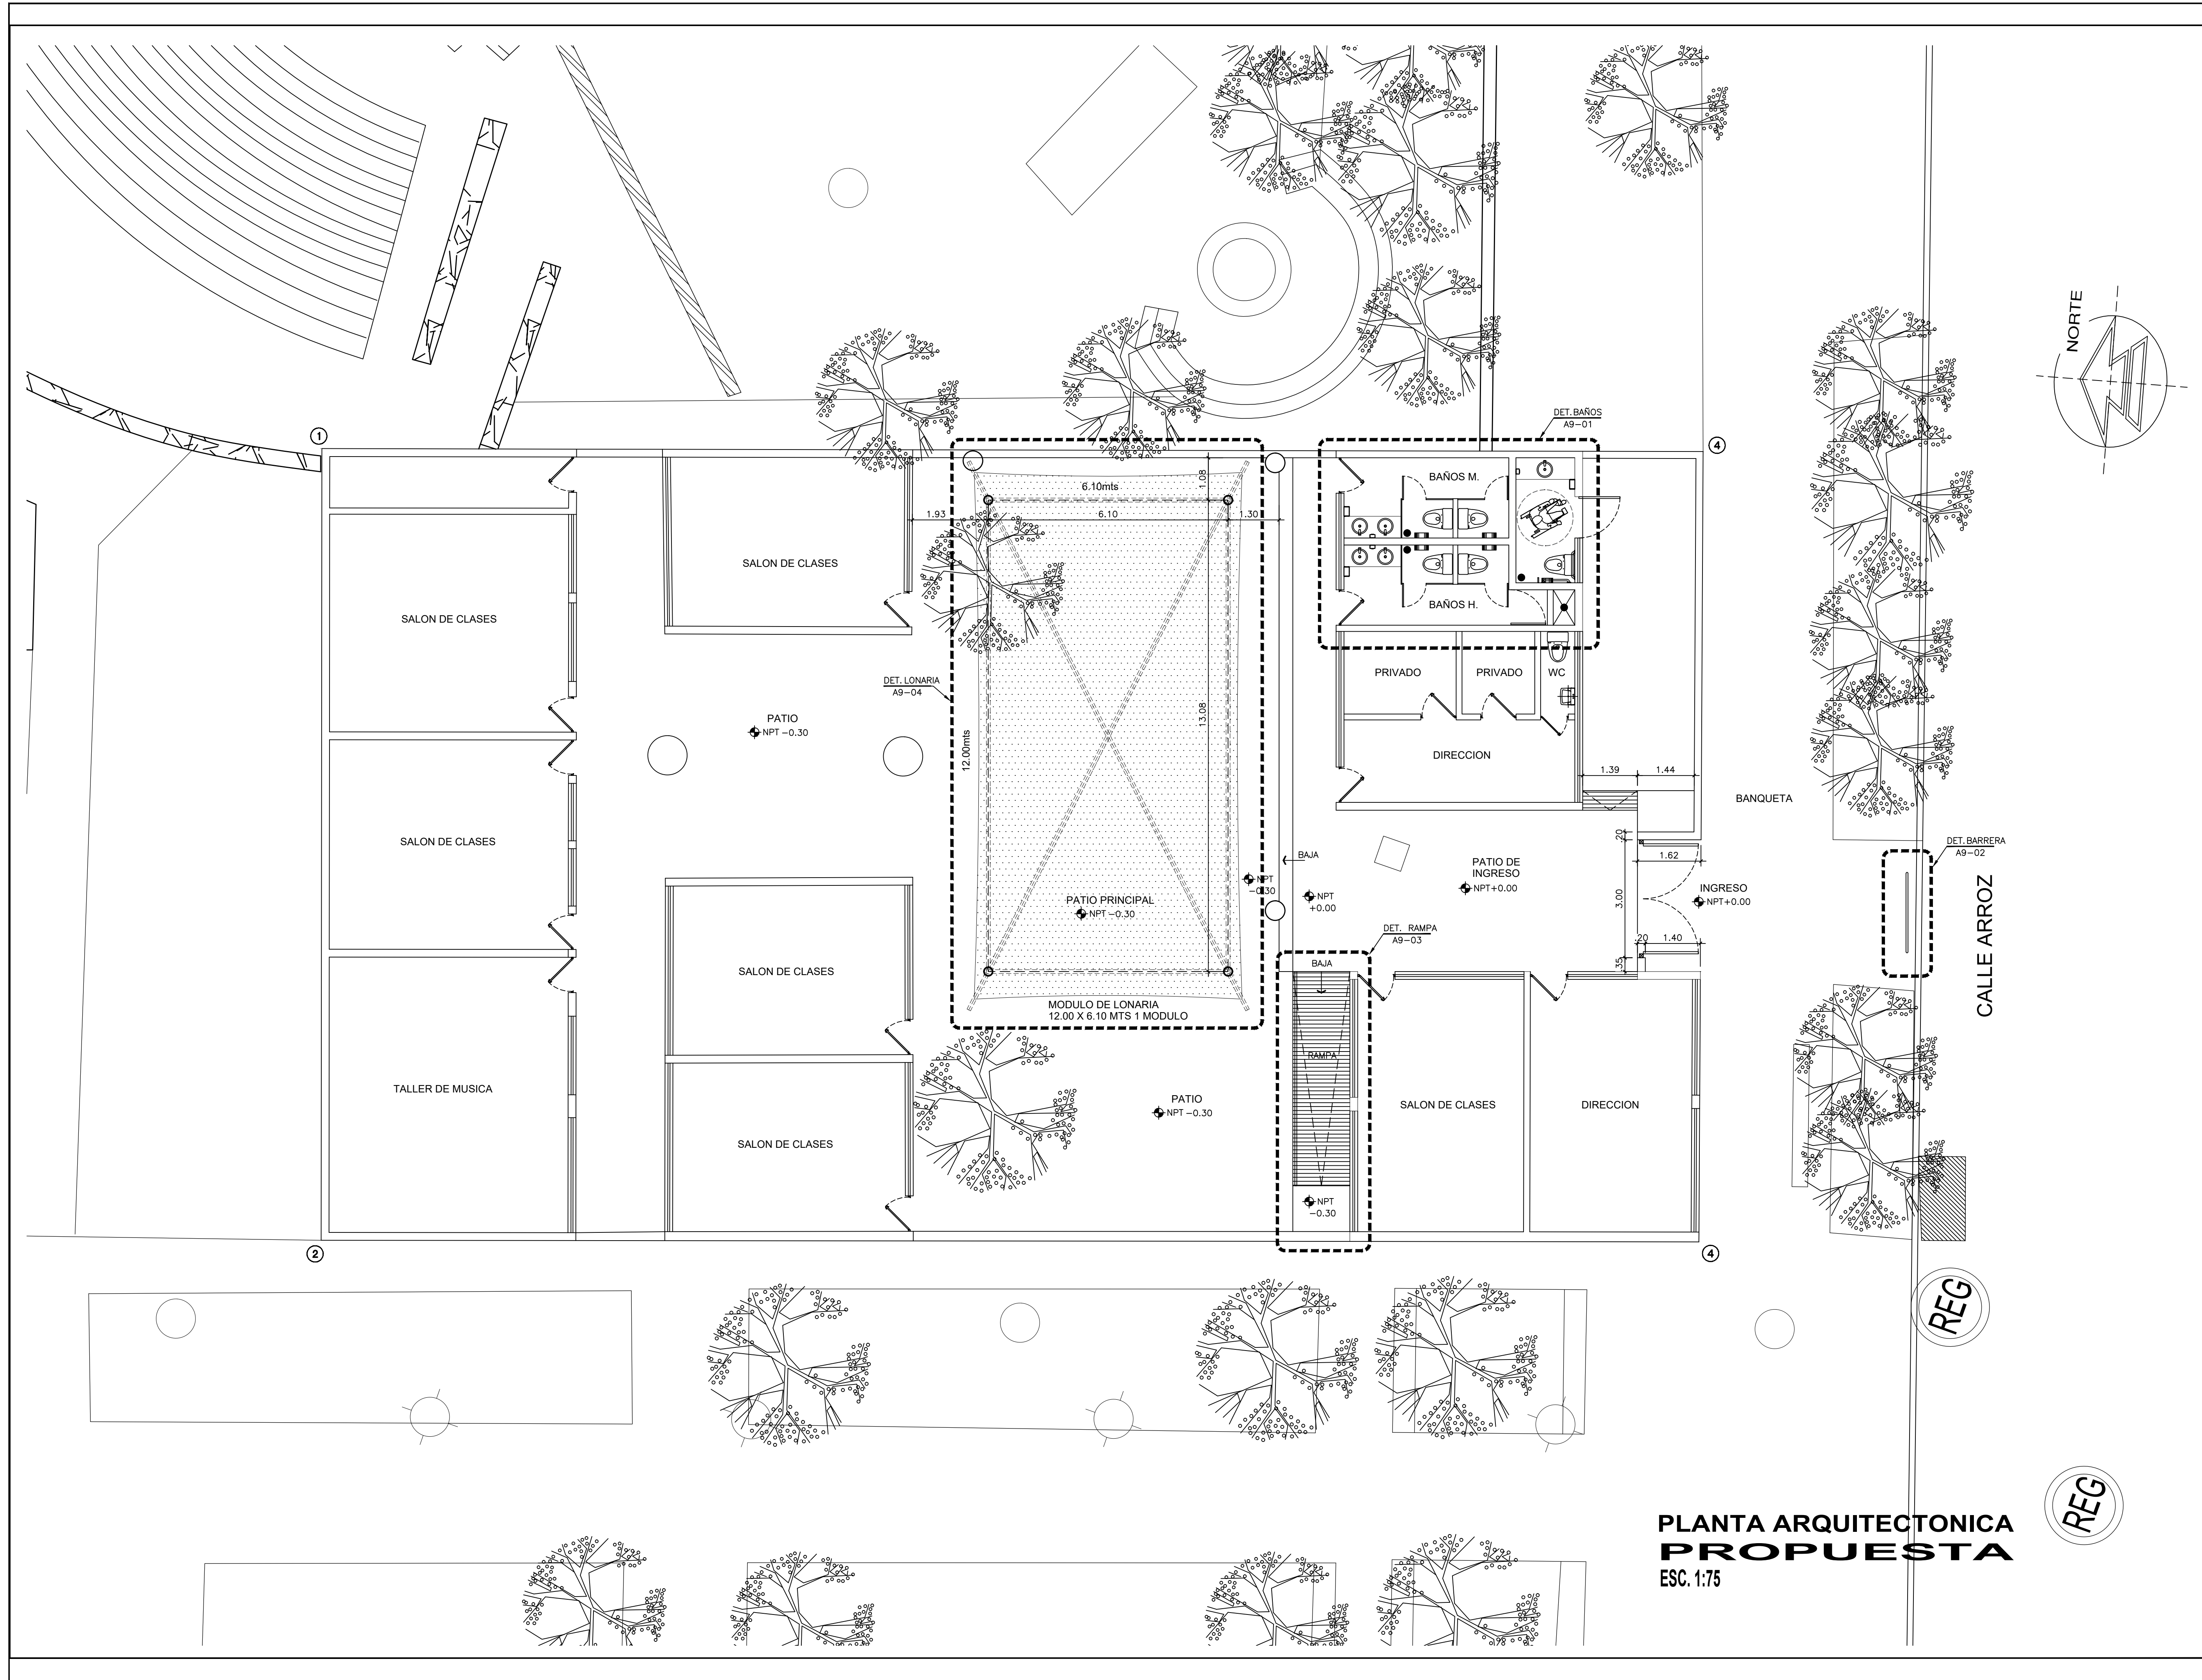 NORTE
DET. BAÑOS
A9-01
1
4
6.10mts
1.08
1.93
6.10
1.30
BAÑOS M.
SALON DE CLASES
BAÑOS H.
SALON DE CLASES
DET. LONARIA
A9-04
PRIVADO
PRIVADO
WC
PATIO
NPT -0.30
12.00mts
13.08
DIRECCION
1.39
1.44
BANQUETA
SALON DE CLASES
.20
DET. BARRERA
A9-02
BAJA
1.62
PATIO DE
INGRESO
NPT+0.00
NPT
-0.30
NPT
+0.00
3.00
INGRESO
NPT+0.00
CALLE ARROZ
PATIO PRINCIPAL
NPT -0.30
DET. RAMPA
A9-03
.20
1.40
.35
BAJA
SALON DE CLASES
MODULO DE LONARIA
12.00 X 6.10 MTS 1 MODULO
RAMPA
TALLER DE MUSICA
PATIO
NPT -0.30
SALON DE CLASES
DIRECCION
SALON DE CLASES
NPT
-0.30
2
4
REG
REG
PLANTA ARQUITECTONICA
PROPUESTA
ESC. 1:75